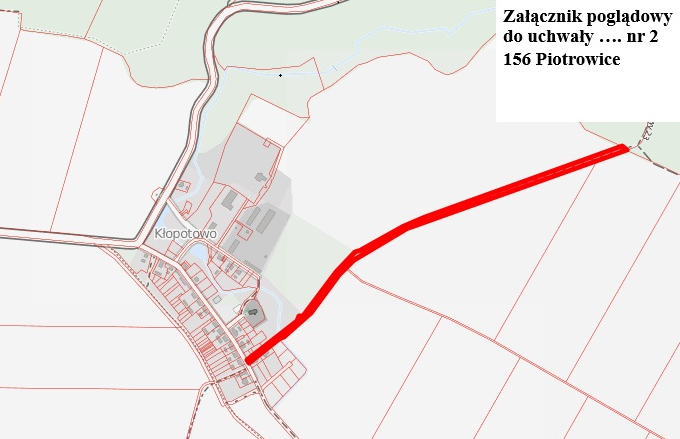 Załącznik poglądowy
do uchwały …. nr 2
156 Piotrowice
Kłopotowo